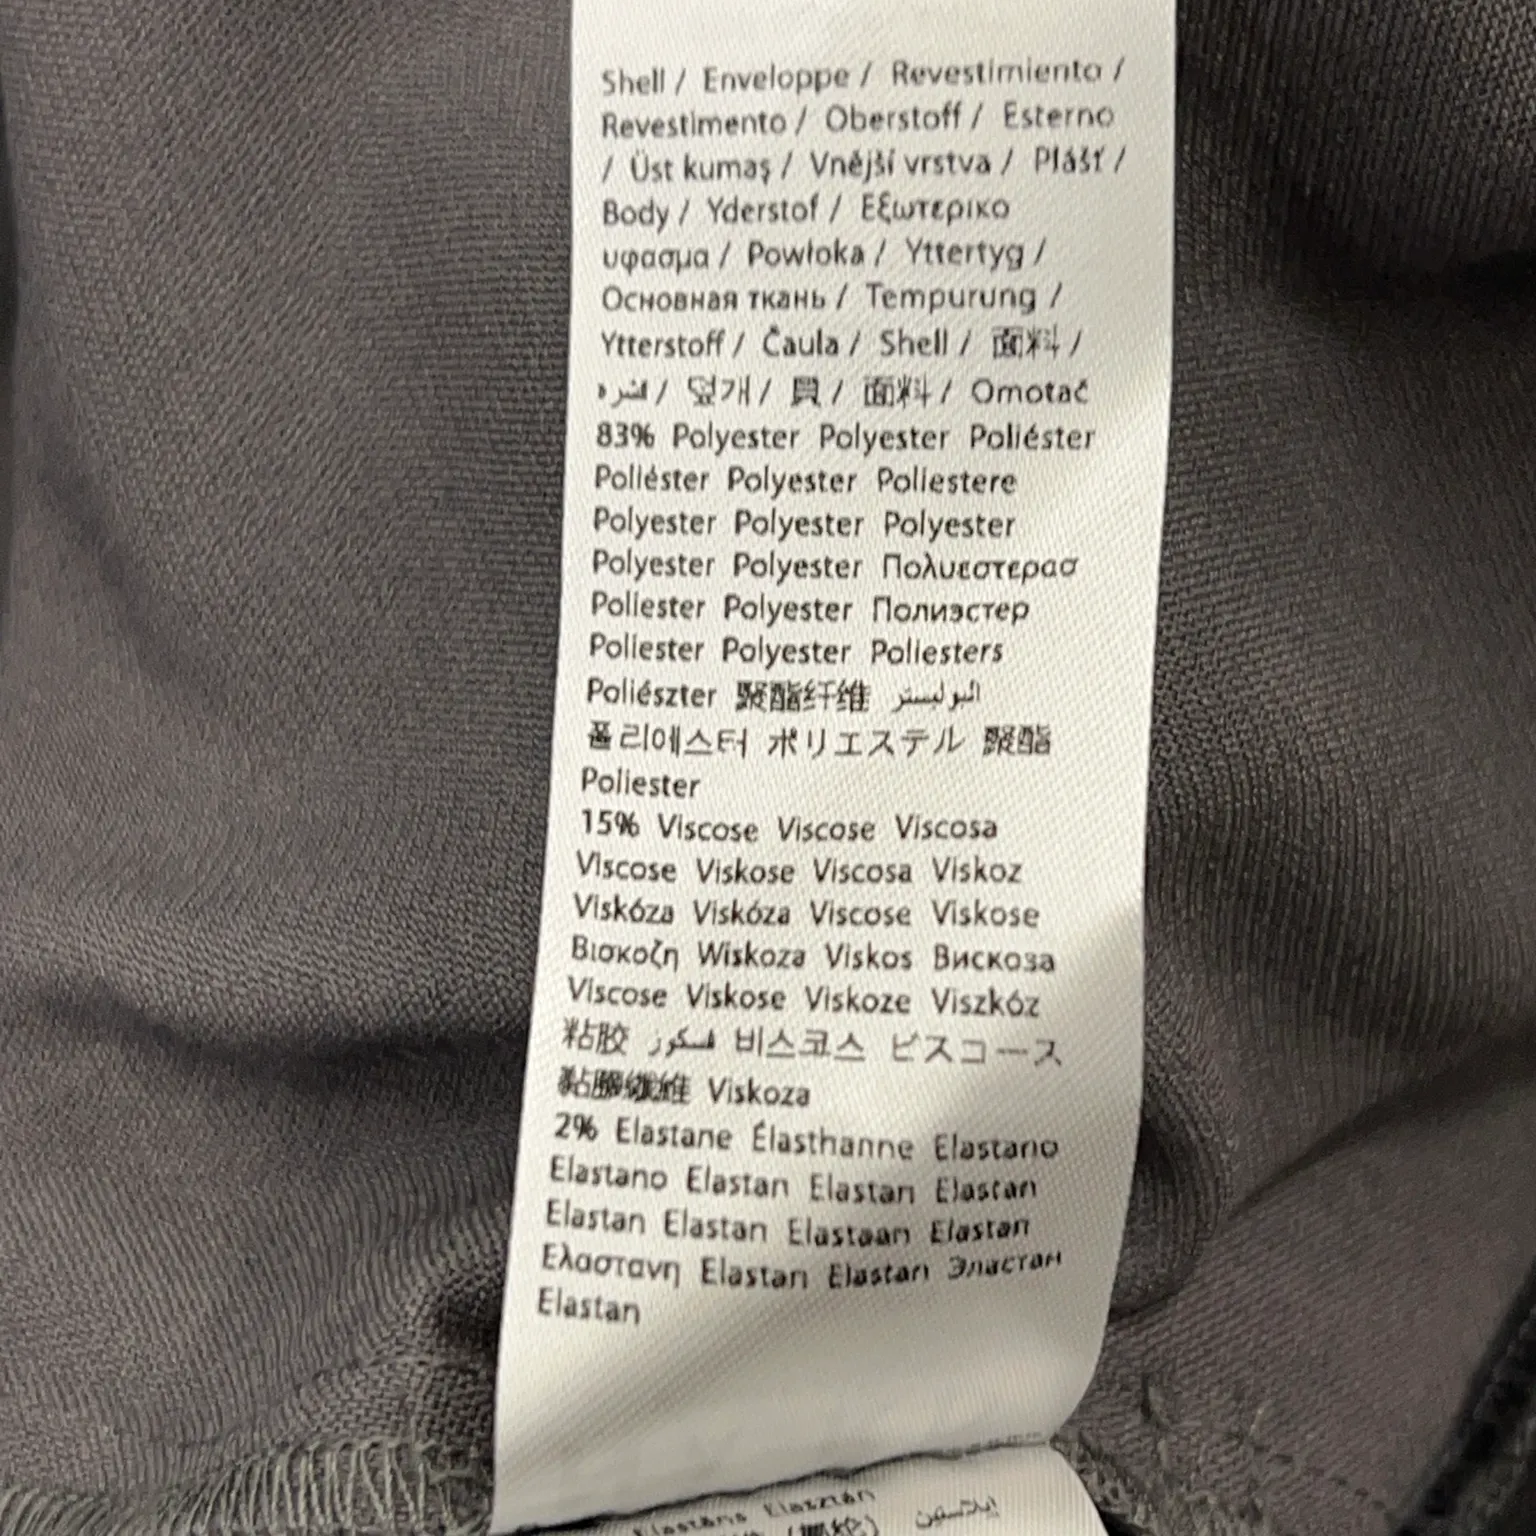 Shell / Enveloppe / Revestimiento /
Revestimento / Oberstoff / Esterno
/ Üst kumaş / Vnější vrstva / Plášť /
Body / Yderstof / Εξωτερικο
υφασμα / Powłoka / Yttertyg /
Основная ткань / Tempurung /
Ytterstoff / Čaula / Shell / 面料 /
قشره / 덮개 / 貝 / 面料 / Omotač
83% Polyester Polyester Poliéster
Poliéster Polyester Poliestere
Polyester Polyester Polyester
Polyester Polyester Πολυεστερασ
Poliester Polyester Полиэстер
Poliester Polyester Poliesters
Poliészter 聚酯纤维 البوليستر
폴리에스터 ポリエステル 聚酯
Poliester
15% Viscose Viscose Viscosa
Viscose Viskose Viscosa Viskoz
Viskóza Viskóza Viscose Viskose
Βισκοζη Wiskoza Viskos Вискоза
Viscose Viskose Viskoze Viszkóz
粘胶 فسكوز 비스코스 ビスコース
黏膠纖維 Viskoza
2% Elastane Élasthanne Elastano
Elastano Elastan Elastan Elastan
Elastan Elastan Elastaan Elastan
Ελαστανη Elastan Elastan Эластан
Elastan
Elastāns Elasztán
إيلاستون